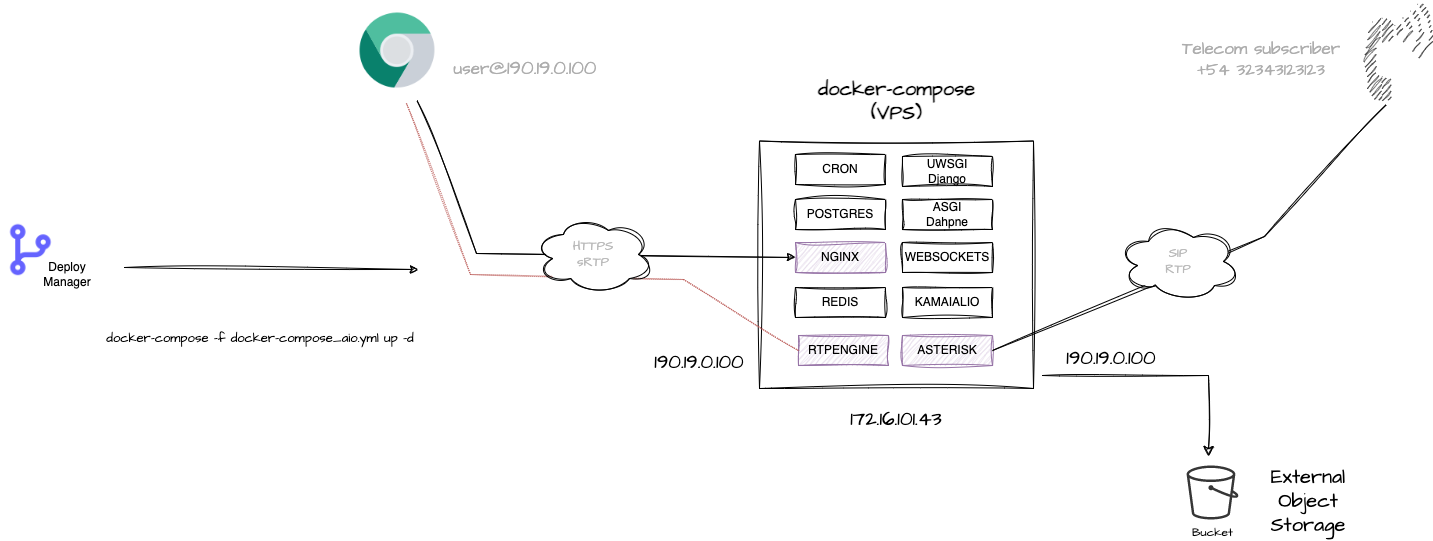 Telecom subscriber
+54 32343123123
user@190.19.0.100
docker-compose
(VPS)
CRON
UWSGI
Django
POSTGRES
ASGI
Dahpne
HTTPS
sRTP
NGINX
WEBSOCKETS
SIP
RTP
Deploy
Manager
REDIS
KAMAIALIO
docker-compose -f docker-compose_aio.yml up -d
RTPENGINE
ASTERISK
190.19.0.100
190.19.0.100
172.16.101.43
External
Object
Storage
Bucket